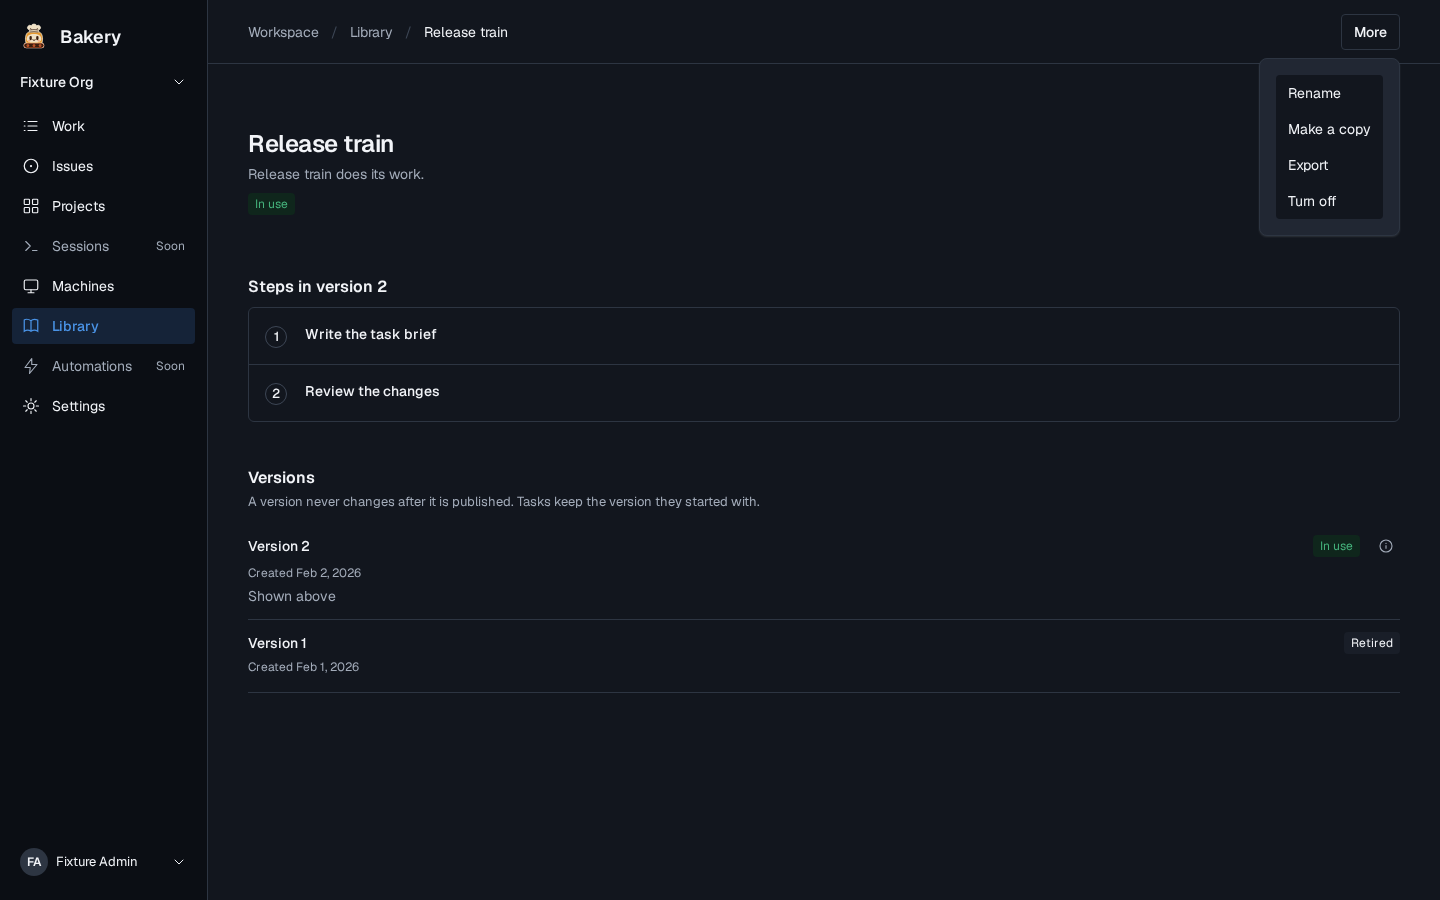 Bakery
Fixture Org
Work
Issues
Projects
Sessions Soon
Machines
Library
Automations Soon
Settings
FA Fixture Admin
Workspace / Library / Release train
More
Rename
Make a copy
Export
Turn off
Release train
Release train does its work.
In use
Steps in version 2
1 Write the task brief
2 Review the changes
Versions
A version never changes after it is published. Tasks keep the version they started with.
Version 2 In use
Created Feb 2, 2026
Shown above
Version 1 Retired
Created Feb 1, 2026